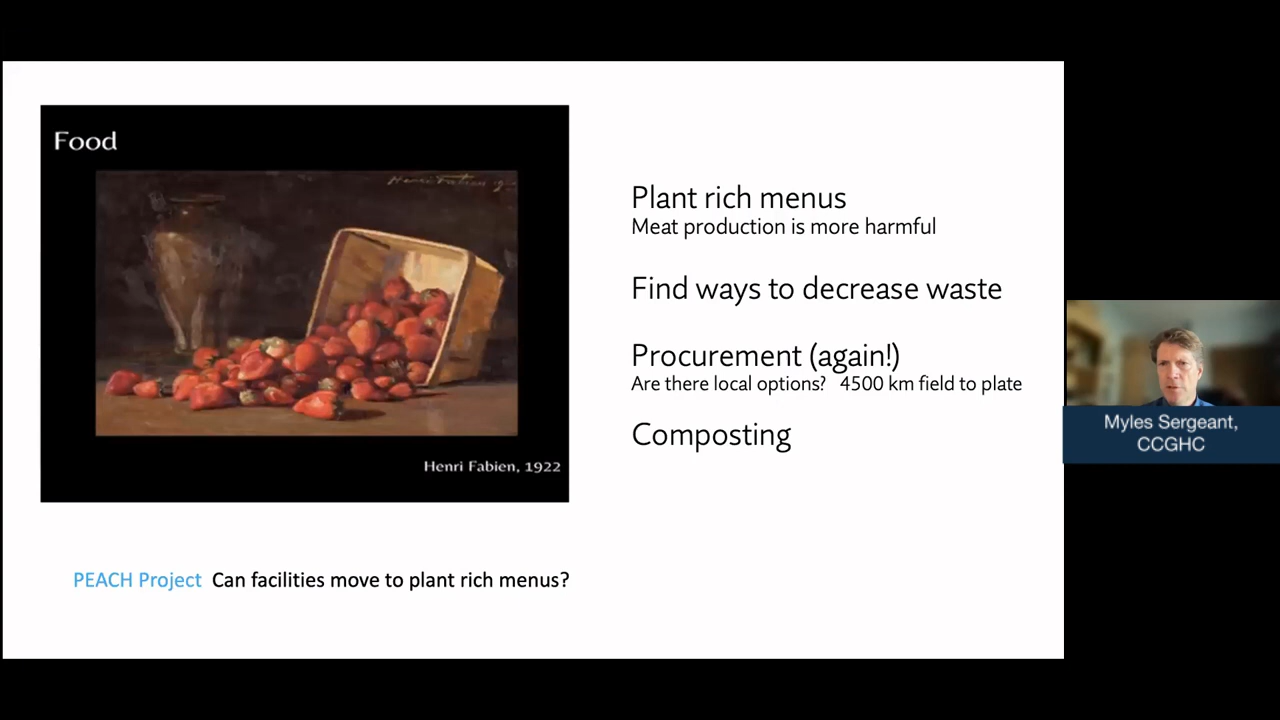 Food
Henri Fabien
Henri Fabien, 1922
Plant rich menus
Meat production is more harmful
Find ways to decrease waste
Procurement (again!)
Are there local options? 4500 km field to plate
Composting
PEACH Project Can facilities move to plant rich menus?
Myles Sergeant,
CCGHC